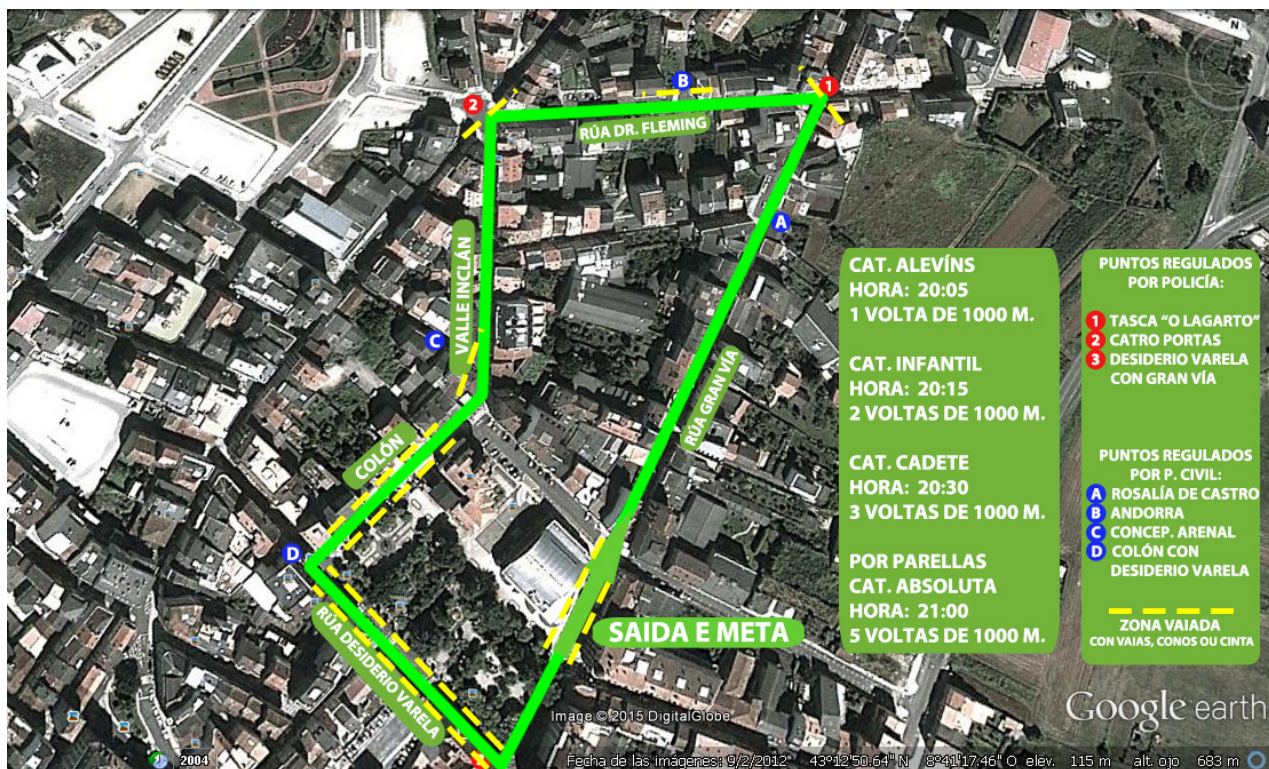 N
B
1
2
RÚA DR. FLEMING
A
VALLE INCLÁN
C
RÚA GRAN VÍA
COLÓN
D
RÚA DESIDERIO VARELA
SAIDA E META
CAT. ALEVÍNS
HORA: 20:05
1 VOLTA DE 1000 M.
CAT. INFANTIL
HORA: 20:15
2 VOLTAS DE 1000 M.
CAT. CADETE
HORA: 20:30
3 VOLTAS DE 1000 M.
POR PARELLAS
CAT. ABSOLUTA
HORA: 21:00
5 VOLTAS DE 1000 M.
PUNTOS REGULADOS
POR POLICÍA:
1 TASCA “O LAGARTO”
2 CATRO PORTAS
3 DESIDERIO VARELA
CON GRAN VÍA
PUNTOS REGULADOS
POR P. CIVIL:
A ROSALÍA DE CASTRO
B ANDORRA
C CONCEP. ARENAL
D COLÓN CON
DESIDERIO VARELA
ZONA VAIADA
CON VAIAS, CONOS OU CINTA
Google earth
Image © 2015 DigitalGlobe
2004
Fecha de las imágenes: 9/2/2012 43°12'50.64" N 8°41'17.46" O elev. 115 m alt. ojo 683 m